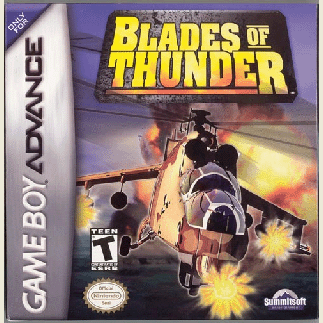 ONLY
FOR
GAME BOY ADVANCE
BLADES OF
THUNDER
TEEN
T
ESRB
Official
Nintendo
Seal
Summitsoft